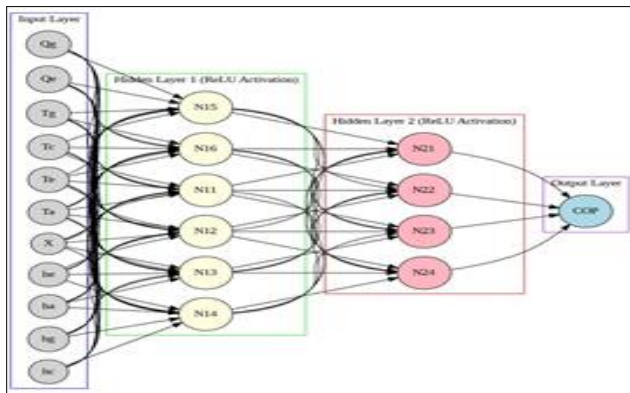 Input Layer
Qg
Qe
Tg
Tc
Te
Ta
X
he
ha
hg
hc
Hidden Layer 1 (ReLU Activation)
N15
N16
N11
N12
N13
N14
Hidden Layer 2 (ReLU Activation)
N21
N22
N23
N24
Output Layer
COP